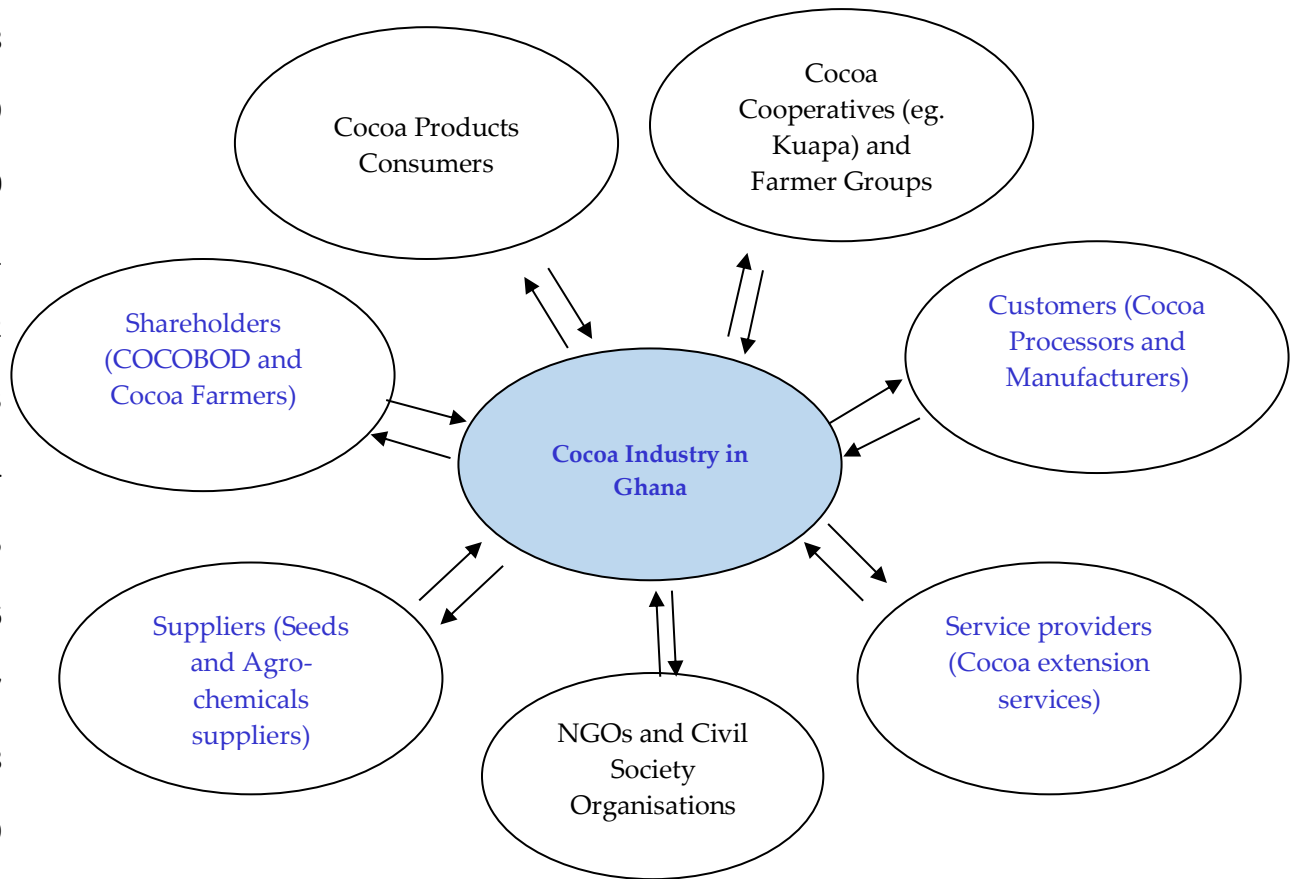 Cocoa Products
Consumers
Cocoa
Cooperatives (eg.
Kuapa) and
Farmer Groups
Shareholders
(COCOBOD and
Cocoa Farmers)
Customers (Cocoa
Processors and
Manufacturers)
Cocoa Industry in
Ghana
Suppliers (Seeds
and Agro-
chemicals
suppliers)
Service providers
(Cocoa extension
services)
NGOs and Civil
Society
Organisations